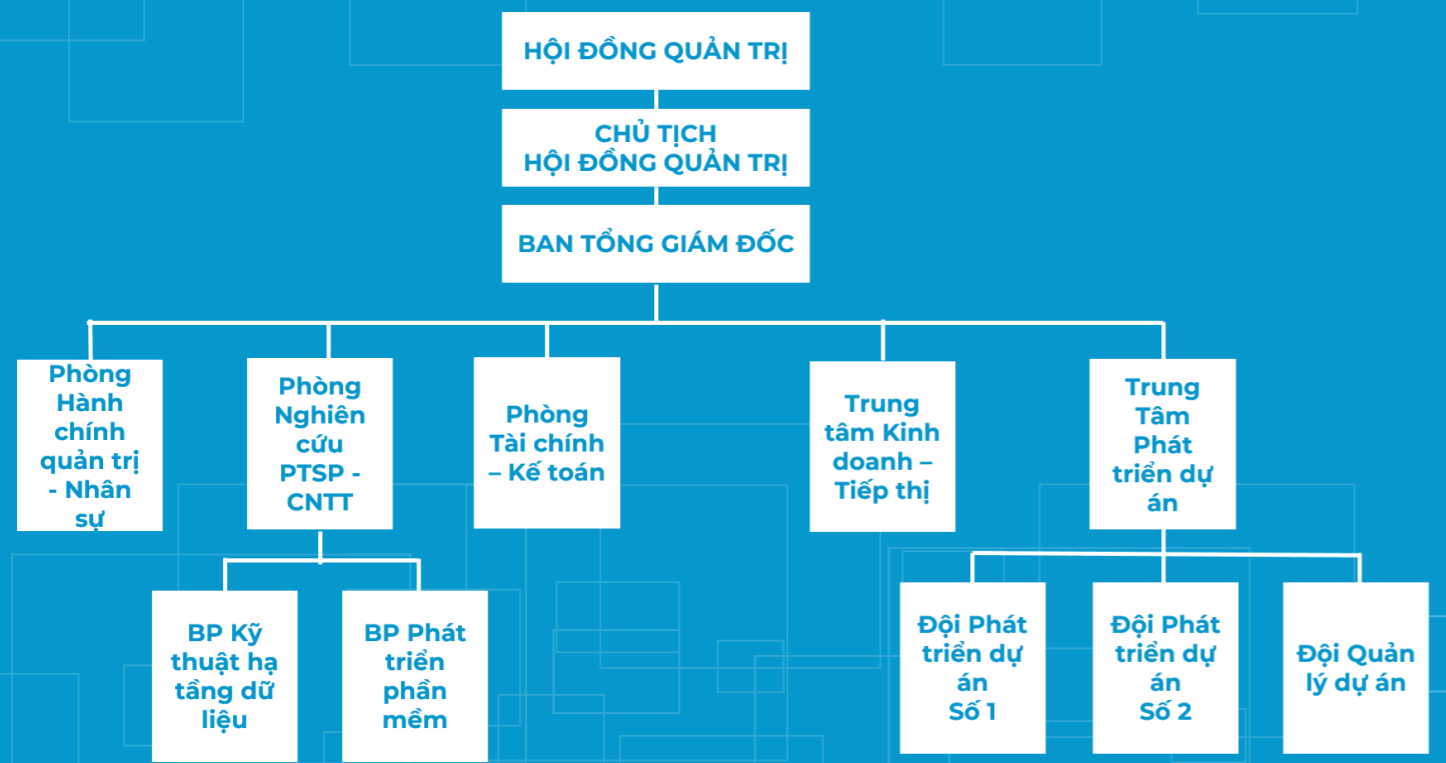 HỘI ĐỒNG QUẢN TRỊ
CHỦ TỊCH
HỘI ĐỒNG QUẢN TRỊ
BAN TỔNG GIÁM ĐỐC
Phòng
Hành
chính
quản trị
- Nhân
sự
Phòng
Nghiên
cứu
PTSP -
CNTT
Phòng
Tài chính
– Kế toán
Trung
tâm Kinh
doanh –
Tiếp thị
Trung
Tâm
Phát
triển dự
án
BP Kỹ
thuật hạ
tầng dữ
liệu
BP Phát
triển
phần
mềm
Đội Phát
triển dự
án
Số 1
Đội Phát
triển dự
án
Số 2
Đội Quản
lý dự án